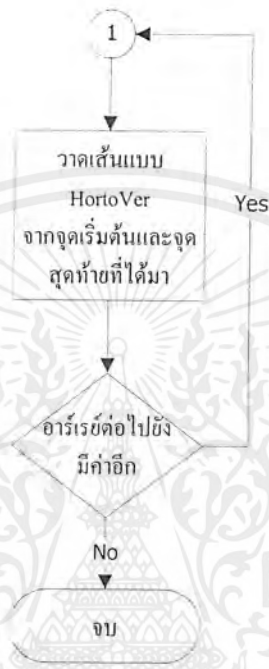 1
วาดเส้นแบบ
HortoVer
จากจุดเริ่มต้นและจุด
สุดท้ายที่ได้มา
Yes
อาร์เรย์ต่อไปยัง
มีค่าอีก
No
จบ